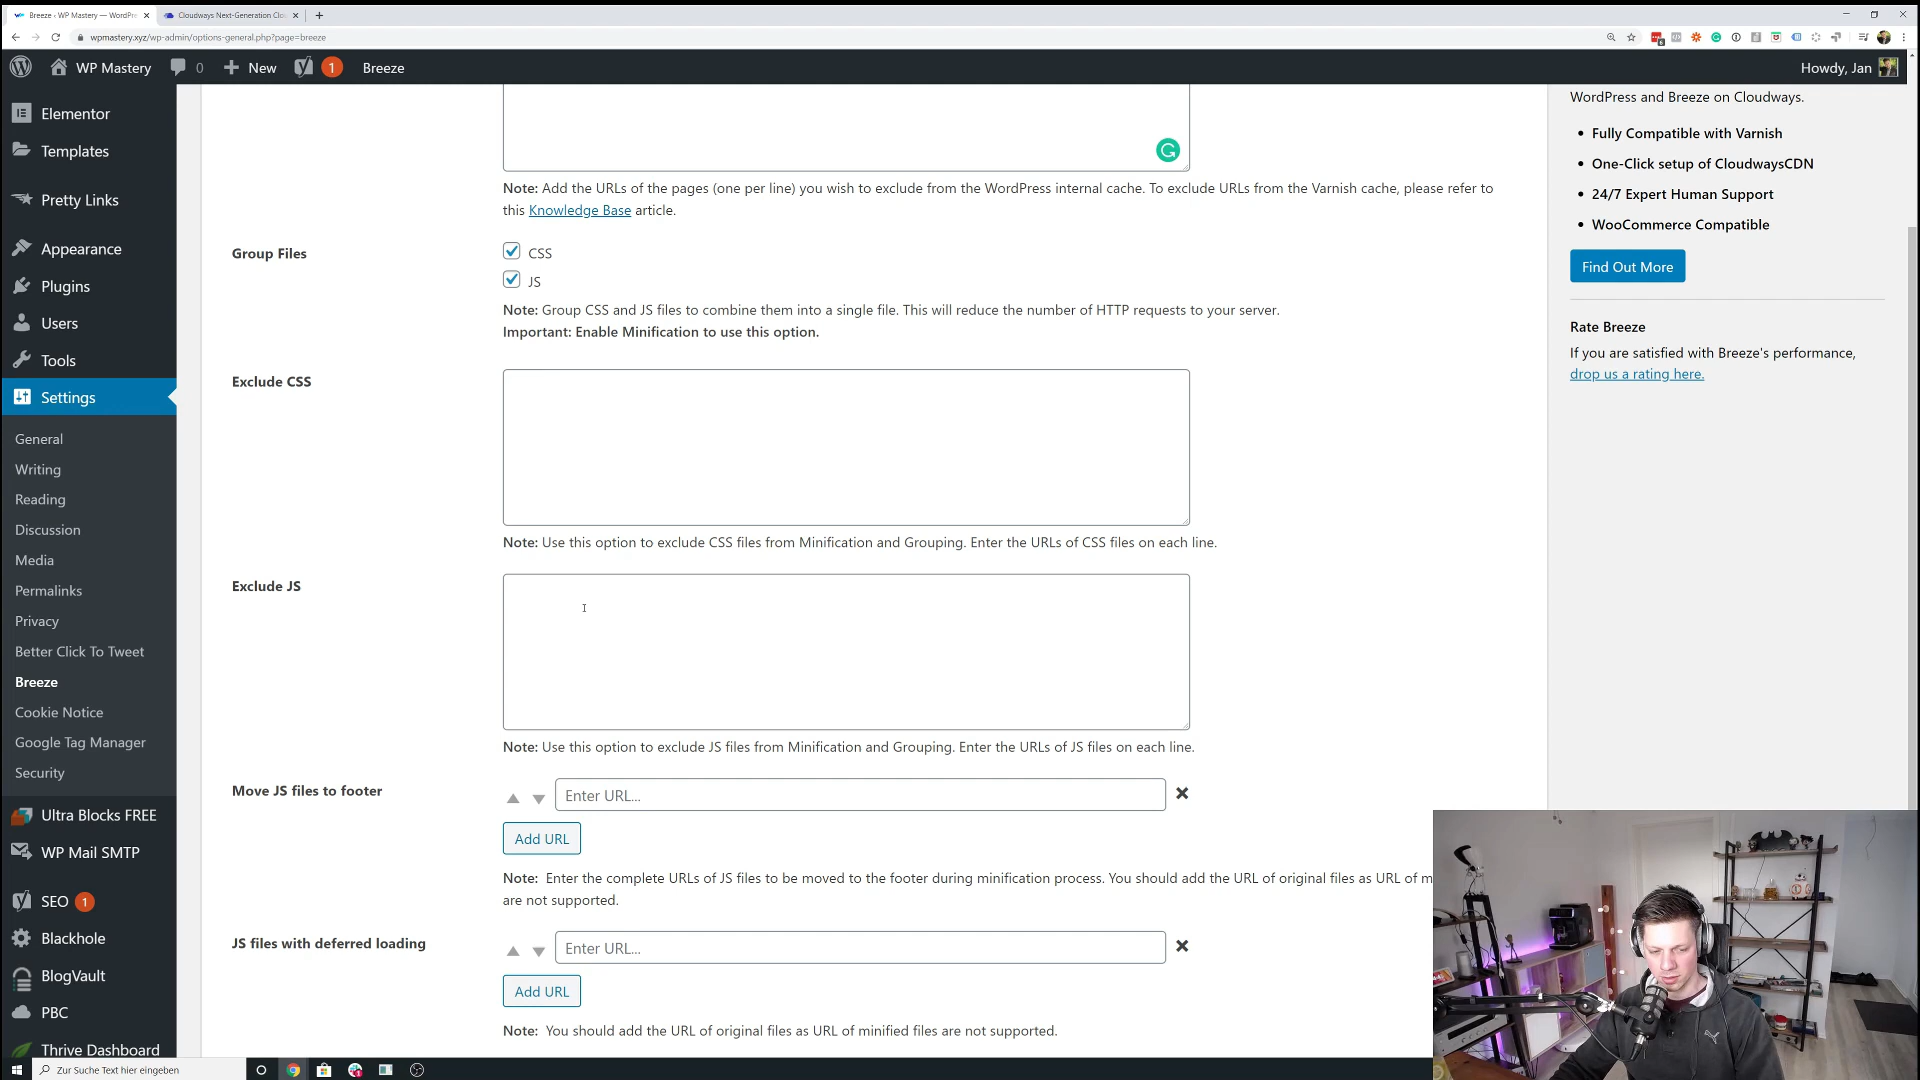 Breeze ‹ WP Mastery — WordPre
Cloudways Next-Generation Clo
wpmastery.xyz/wp-admin/options-general.php?page=breeze
WP Mastery
0
New
1
Breeze
Howdy, Jan
Elementor
Templates
Pretty Links
Appearance
Plugins
Users
Tools
Settings
General
Writing
Reading
Discussion
Media
Permalinks
Privacy
Better Click To Tweet
Breeze
Cookie Notice
Google Tag Manager
Security
Ultra Blocks FREE
WP Mail SMTP
SEO 1
Blackhole
BlogVault
PBC
Thrive Dashboard
Note: Add the URLs of the pages (one per line) you wish to exclude from the WordPress internal cache. To exclude URLs from the Varnish cache, please refer to
this Knowledge Base article.
Group Files
CSS
JS
Note: Group CSS and JS files to combine them into a single file. This will reduce the number of HTTP requests to your server.
Important: Enable Minification to use this option.
Exclude CSS
Note: Use this option to exclude CSS files from Minification and Grouping. Enter the URLs of CSS files on each line.
Exclude JS
Note: Use this option to exclude JS files from Minification and Grouping. Enter the URLs of JS files on each line.
Move JS files to footer
Enter URL...
Add URL
Note: Enter the complete URLs of JS files to be moved to the footer during minification process. You should add the URL of original files as URL of m
are not supported.
JS files with deferred loading
Enter URL...
Add URL
Note: You should add the URL of original files as URL of minified files are not supported.
WordPress and Breeze on Cloudways.
Fully Compatible with Varnish
One-Click setup of CloudwaysCDN
24/7 Expert Human Support
WooCommerce Compatible
Find Out More
Rate Breeze
If you are satisfied with Breeze's performance,
drop us a rating here.
Zur Suche Text hier eingeben